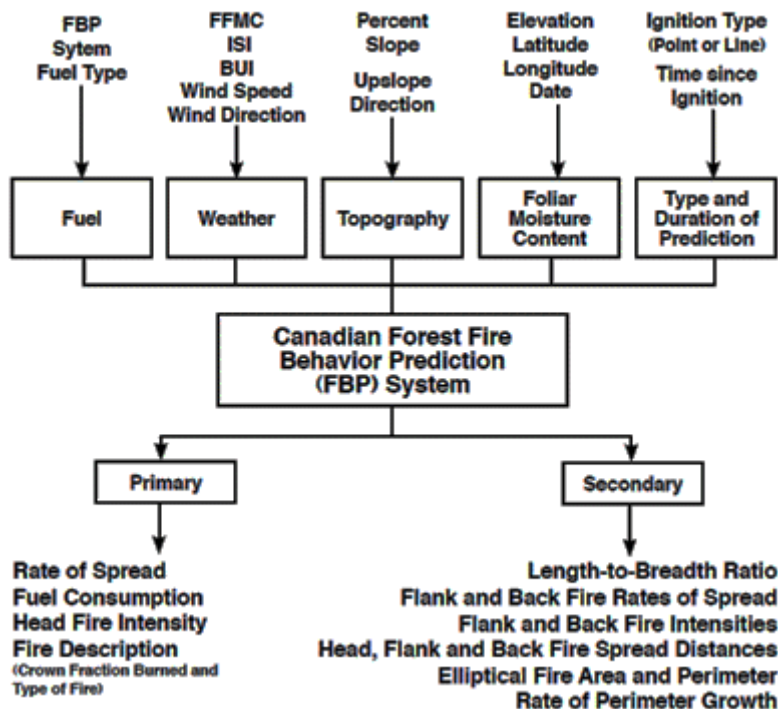 FBP
Sytem
Fuel Type
FFMC
ISI
BUI
Wind Speed
Wind Direction
Percent
Slope
Upslope
Direction
Elevation
Latitude
Longitude
Date
Ignition Type
(Point or Line)
Time since
Ignition
Fuel
Weather
Topography
Foliar
Moisture
Content
Type and
Duration of
Prediction
Canadian Forest Fire
Behavior Prediction
(FBP) System
Primary
Secondary
Rate of Spread
Fuel Consumption
Head Fire Intensity
Fire Description
(Crown Fraction Burned and
Type of Fire)
Length-to-Breadth Ratio
Flank and Back Fire Rates of Spread
Flank and Back Fire Intensities
Head, Flank and Back Fire Spread Distances
Elliptical Fire Area and Perimeter
Rate of Perimeter Growth